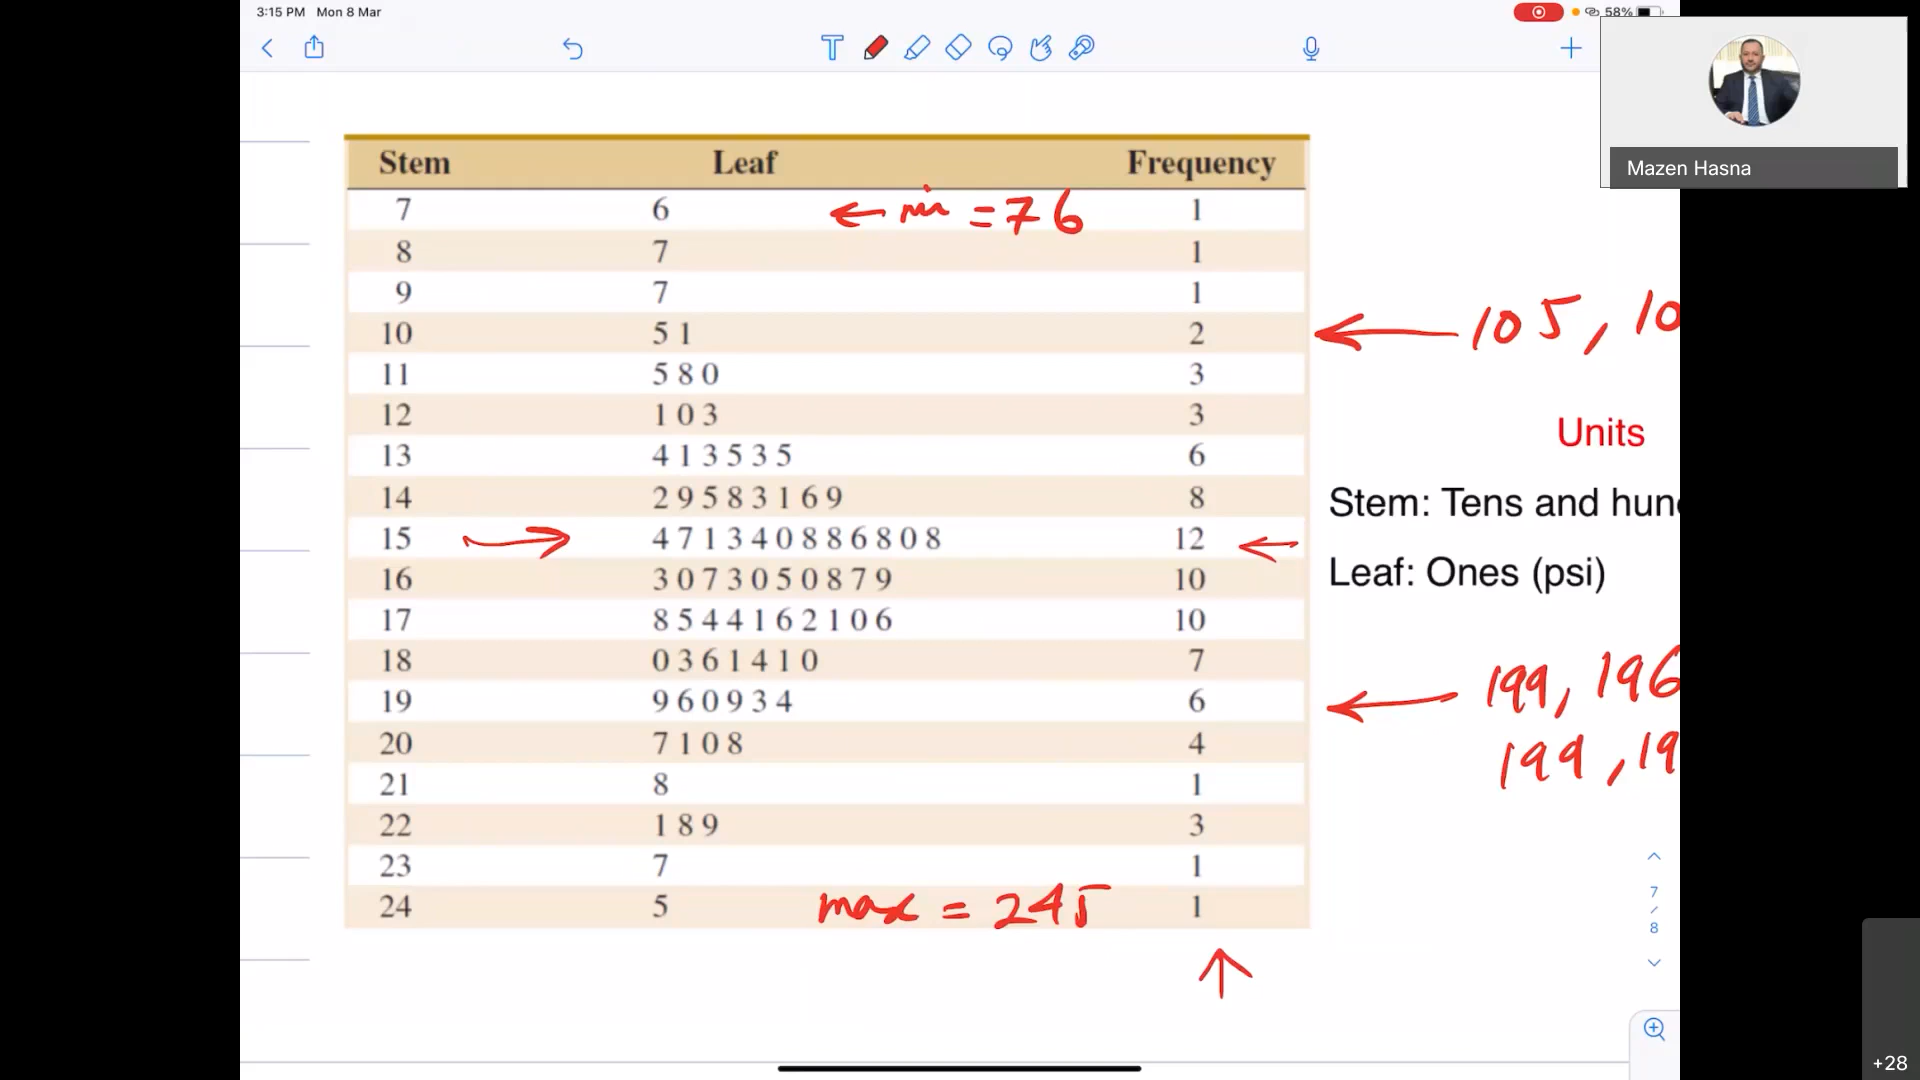 3:15 PM Mon 8 Mar
58%
Mazen Hasna
Stem Leaf Frequency
7 6 ← min = 76 1
8 7 1
9 7 1
10 5 1 2 ← 105, 10
11 5 8 0 3
12 1 0 3 3
Units
13 4 1 3 5 3 5 6
14 2 9 5 8 3 1 6 9 8
Stem: Tens and hun
15 → 4 7 1 3 4 0 8 8 6 8 0 8 12 ←
Leaf: Ones (psi)
16 3 0 7 3 0 5 0 8 7 9 10
17 8 5 4 4 1 6 2 1 0 6 10
18 0 3 6 1 4 1 0 7
19 9 6 0 9 3 4 6 ← 199, 196
20 7 1 0 8 4 199, 19
21 8 1
22 1 8 9 3
23 7 1
24 5 max = 245 1
↑
7
/
8
+28